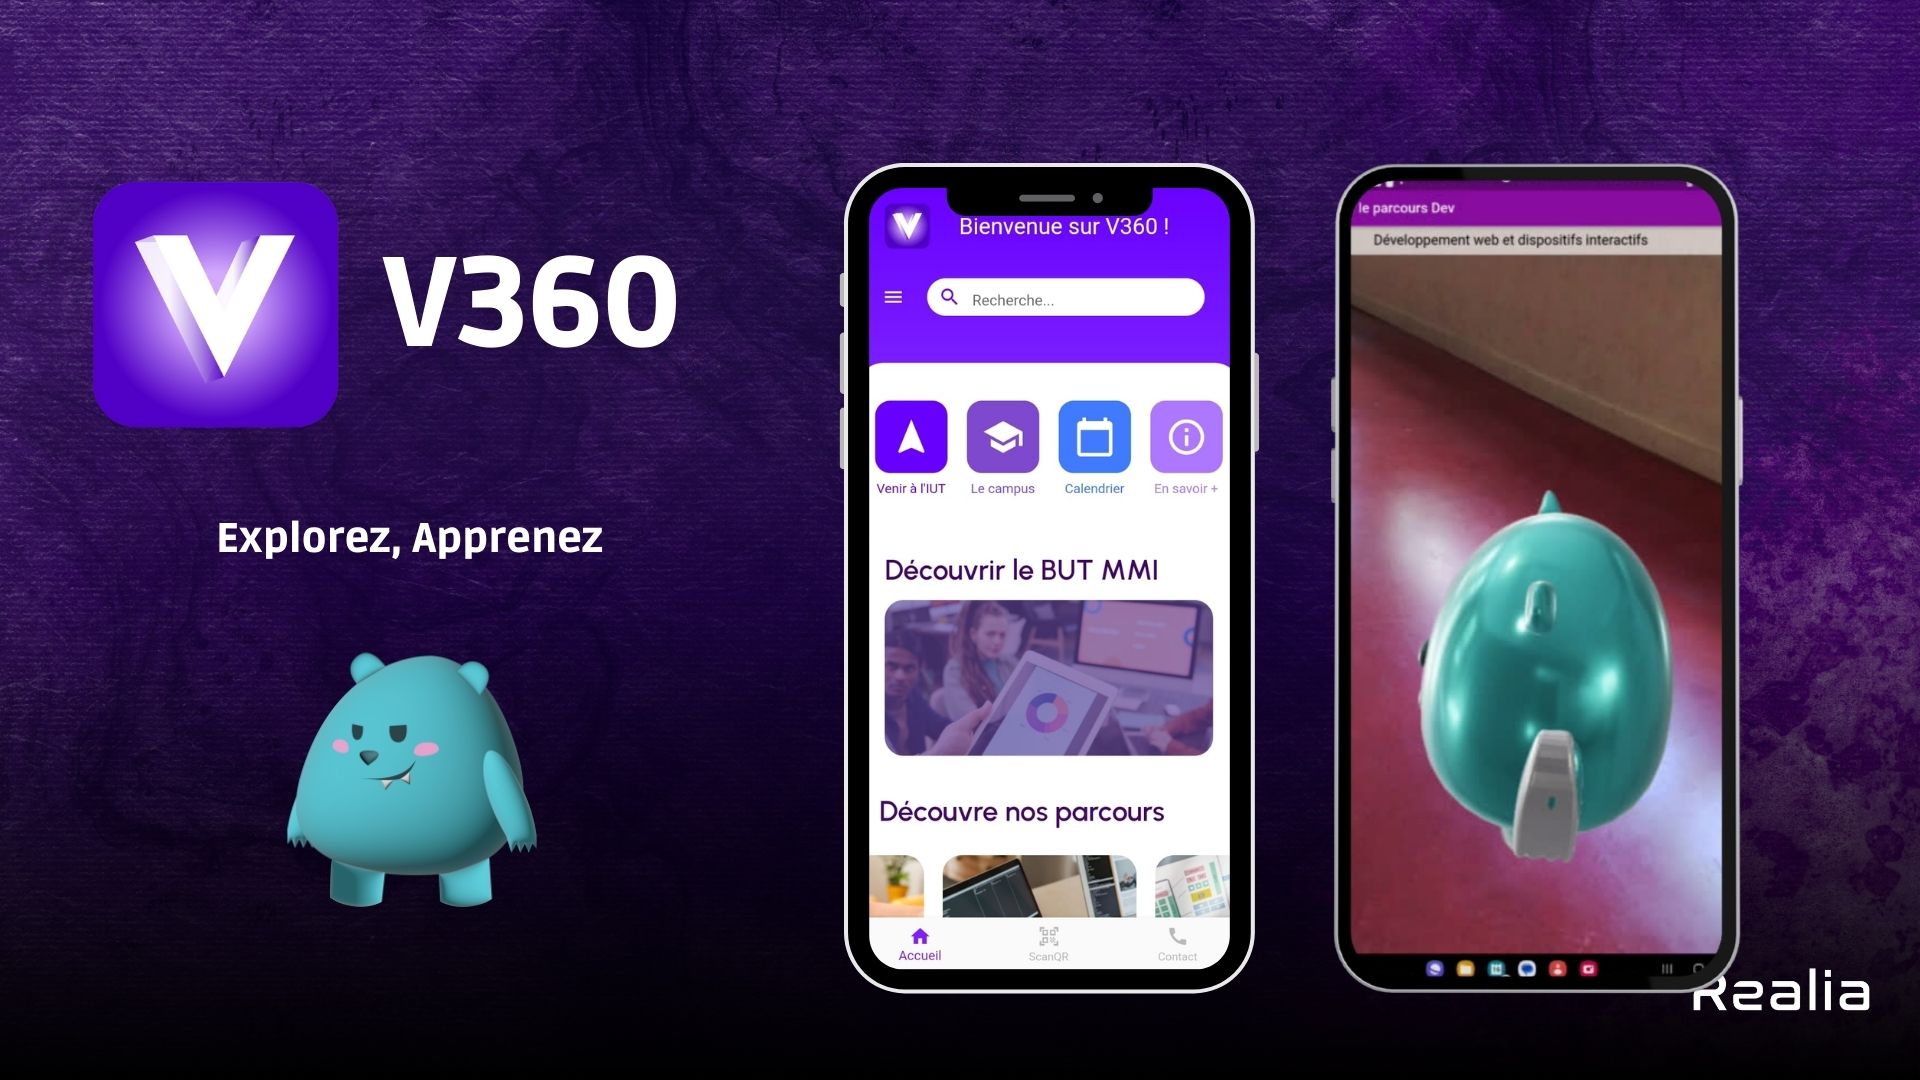 V360
Explorez, Apprenez
Bienvenue sur V360 !
Recherche...
Venir à l'IUT
Le campus
Calendrier
En savoir +
Découvrir le BUT MMI
Découvre nos parcours
Accueil
ScanQR
Contact
le parcours Dev
Développement web et dispositifs interactifs
Realia